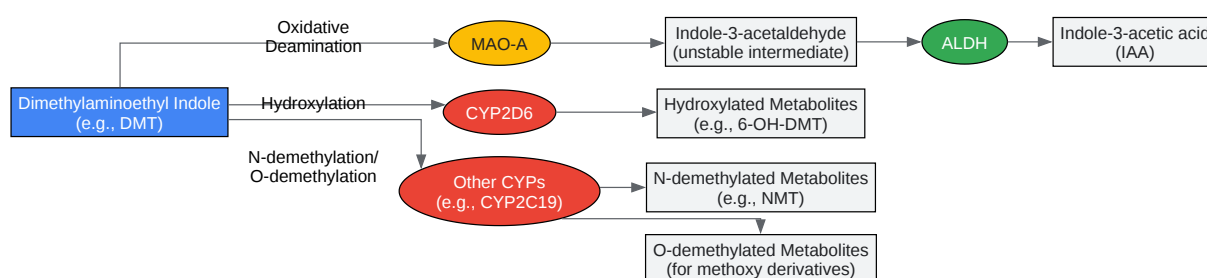 Oxidative
Deamination
MAO-A
Indole-3-acetaldehyde
(unstable intermediate)
ALDH
Indole-3-acetic acid
(IAA)
Dimethylaminoethyl Indole
(e.g., DMT)
Hydroxylation
CYP2D6
Hydroxylated Metabolites
(e.g., 6-OH-DMT)
N-demethylation/
O-demethylation
Other CYPs
(e.g., CYP2C19)
N-demethylated Metabolites
(e.g., NMT)
O-demethylated Metabolites
(for methoxy derivatives)